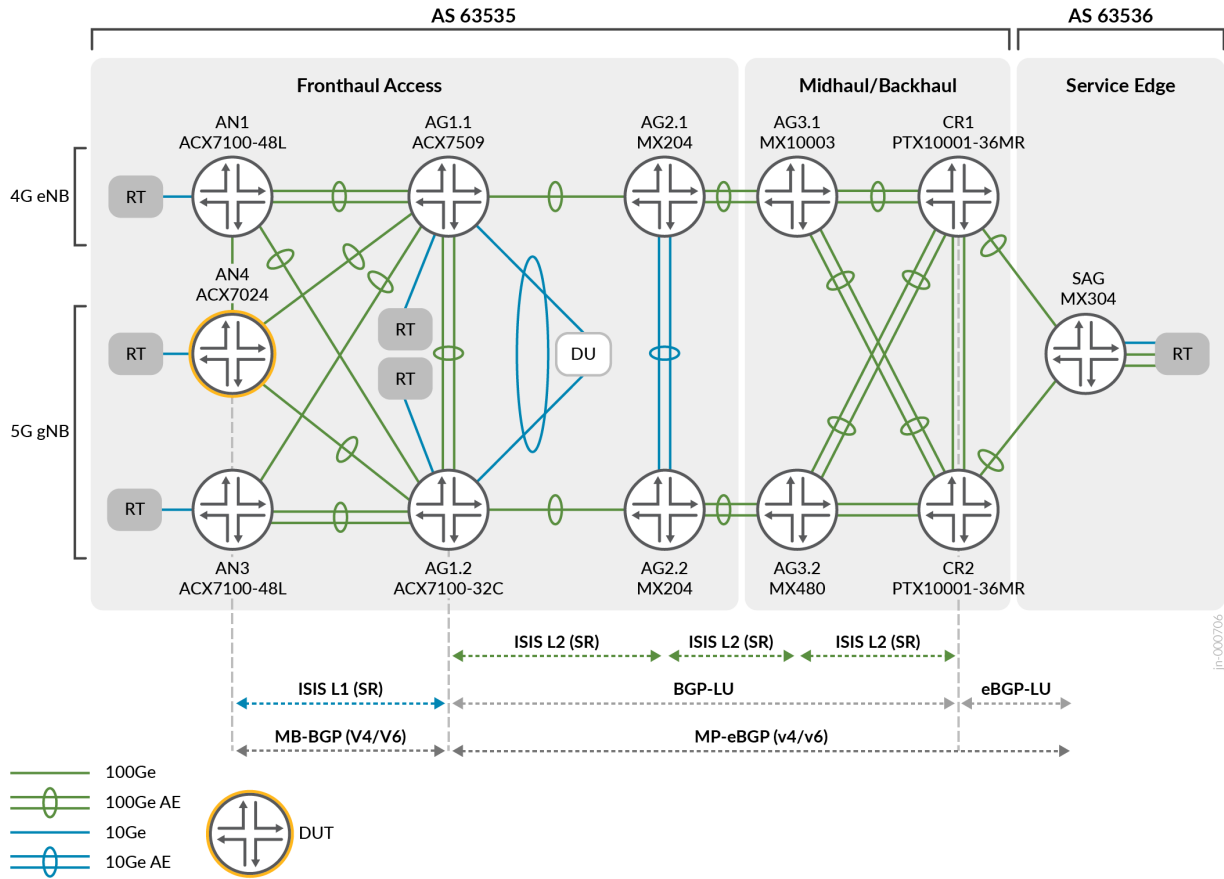 AS 63535
AS 63536
Fronthaul Access
Midhaul/Backhaul
Service Edge
AN1
ACX7100-48L
AG1.1
ACX7509
AG2.1
MX204
AG3.1
MX10003
CR1
PTX10001-36MR
4G eNB
RT
AN4
ACX7024
SAG
MX304
RT
RT
RT
DU
RT
RT
5G gNB
RT
AN3
ACX7100-48L
AG1.2
ACX7100-32C
AG2.2
MX204
AG3.2
MX480
CR2
PTX10001-36MR
jn-000706
ISIS L2 (SR)
ISIS L2 (SR)
ISIS L2 (SR)
ISIS L1 (SR)
BGP-LU
eBGP-LU
MB-BGP (V4/V6)
MP-eBGP (v4/v6)
100Ge
100Ge AE
10Ge
10Ge AE
DUT